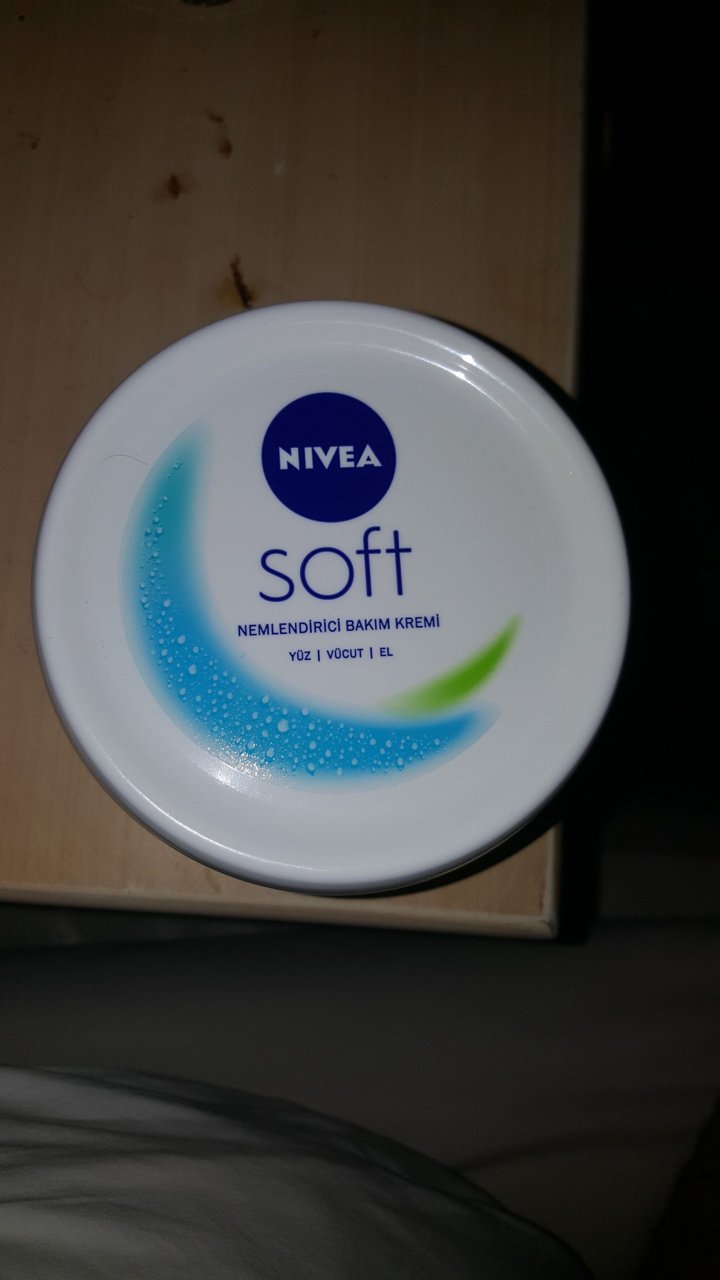 NIVEA
soft
NEMLENDİRİCİ BAKIM KREMİ
YÜZ | VÜCUT | EL